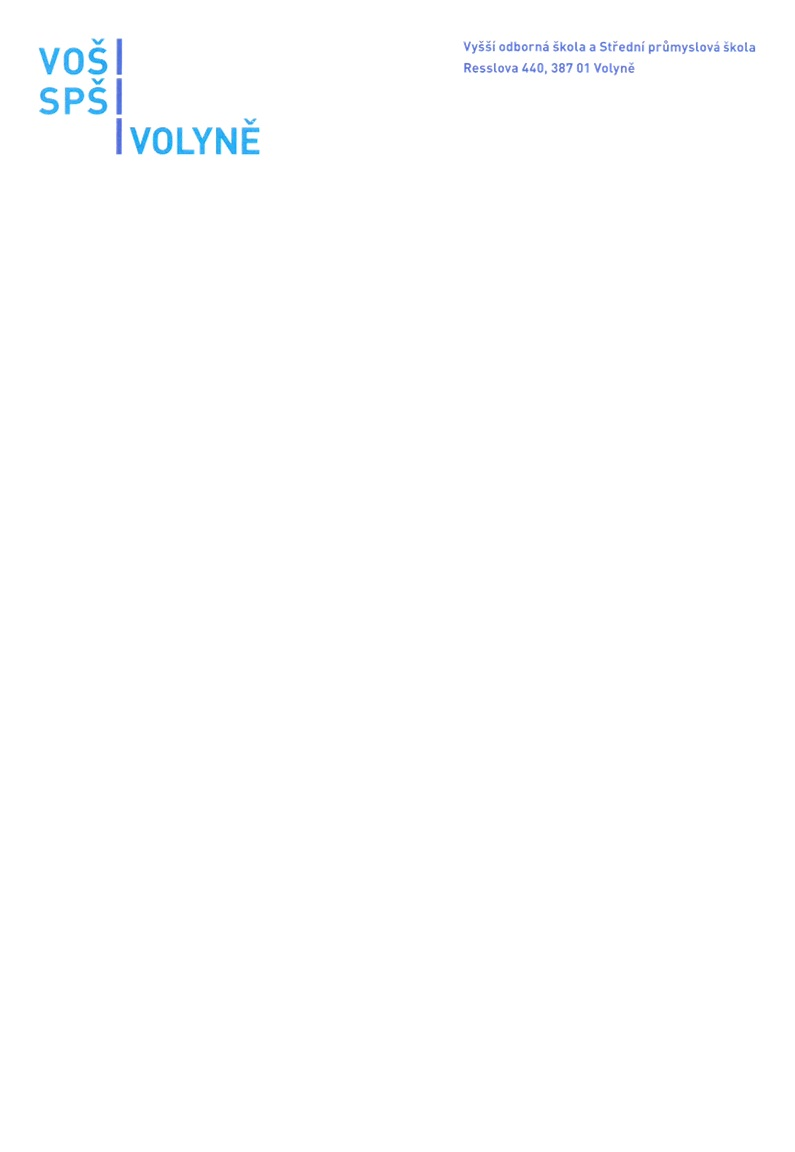 VOŠ
SPŠ
VOLYNĚ
Vyšší odborná škola a Střední průmyslová škola
Resslova 440, 387 01 Volyně